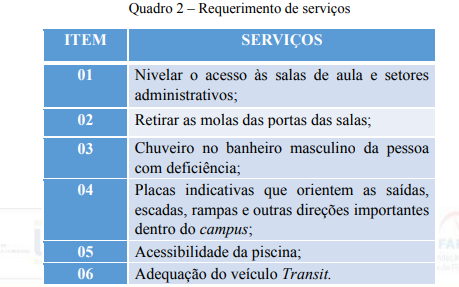 Quadro 2 – Requerimento de serviços
ITEM SERVIÇOS
01 Nivelar o acesso às salas de aula e setores
administrativos;
02 Retirar as molas das portas das salas;
03 Chuveiro no banheiro masculino da pessoa
com deficiência;
04 Placas indicativas que orientem as saídas,
escadas, rampas e outras direções importantes
dentro do campus;
05 Acessibilidade da piscina;
06 Adequação do veículo Transit.